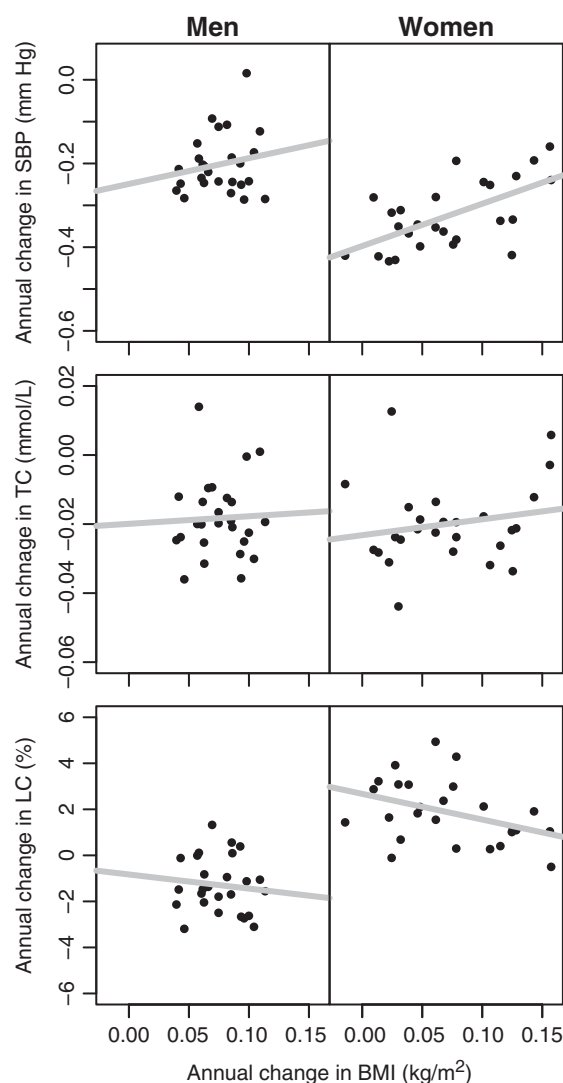 Men Women
Annual change in SBP (mm Hg)
0.0
−0.2
−0.4
−0.6
Annual chnage in TC (mmol/L)
0.02
0.00
−0.02
−0.04
−0.06
Annual change in LC (%)
6
4
2
0
−2
−4
−6
0.00 0.05 0.10 0.15 0.00 0.05 0.10 0.15
Annual change in BMI (kg/m²)